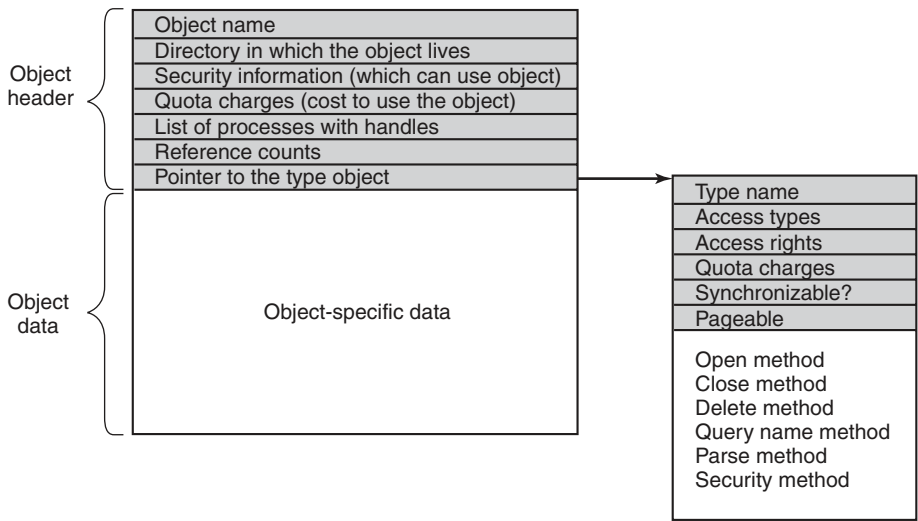 Object name
Directory in which the object lives
Security information (which can use object)
Quota charges (cost to use the object)
List of processes with handles
Reference counts
Pointer to the type object
Object
header
Object
data
Object-specific data
Type name
Access types
Access rights
Quota charges
Synchronizable?
Pageable
Open method
Close method
Delete method
Query name method
Parse method
Security method